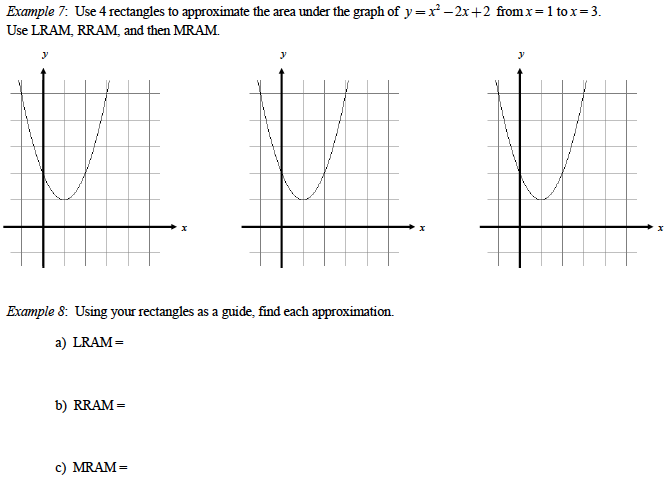 Example 7: Use 4 rectangles to approximate the area under the graph of y = x² – 2x + 2 from x = 1 to x = 3.
Use LRAM, RRAM, and then MRAM.
y y y
x x x
Example 8: Using your rectangles as a guide, find each approximation.
a) LRAM =
b) RRAM =
c) MRAM =